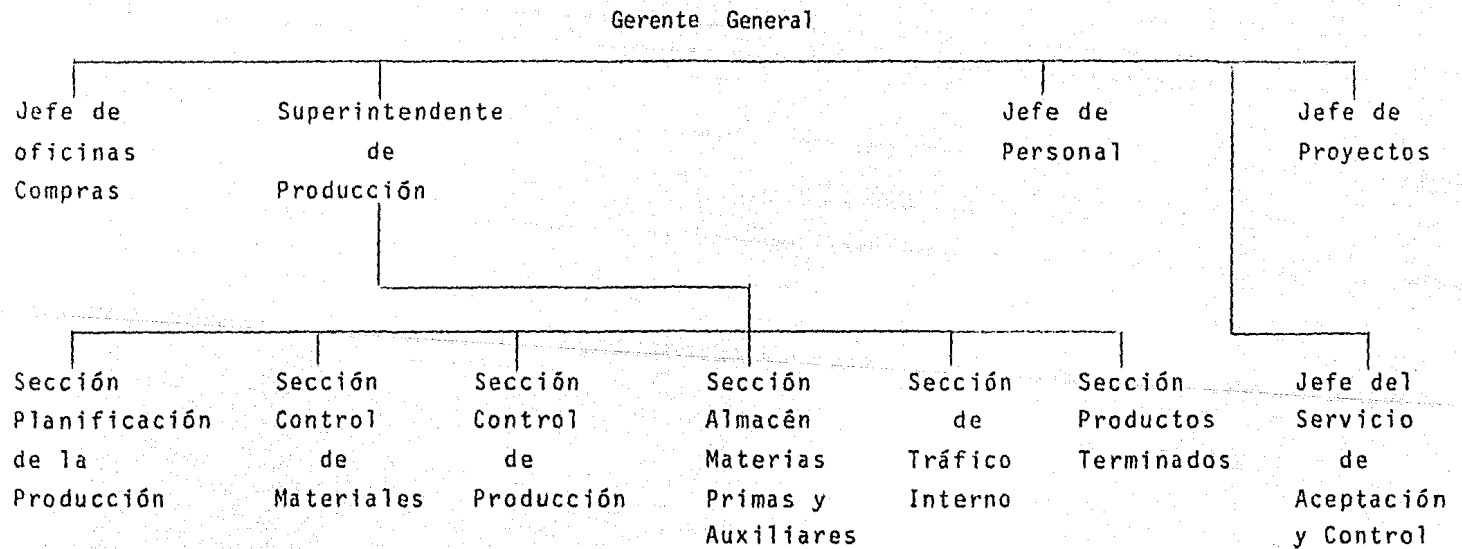 Gerente General
Jefe de
oficinas
Compras
Superintendente
de
Producción
Jefe de
Personal
Jefe de
Proyectos
Sección
Planificación
de la
Producción
Sección
Control
de
Materiales
Sección
Control
de
Producción
Sección
Almacén
Materias
Primas y
Auxiliares
Sección
de
Tráfico
Interno
Sección
Productos
Terminados
Jefe del
Servicio
de
Aceptación
y Control